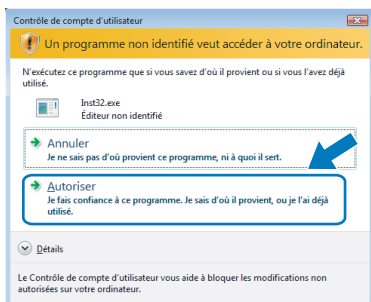 Contrôle de compte d'utilisateur
Un programme non identifié veut accéder à votre ordinateur.
N'exécutez ce programme que si vous savez d'où il provient ou si vous l'avez déjà
utilisé.
Inst32.exe
Éditeur non identifié
Annuler
Je ne sais pas d'où provient ce programme, ni à quoi il sert.
Autoriser
Je fais confiance à ce programme. Je sais d'où il provient, ou je l'ai déjà
utilisé.
Détails
Le Contrôle de compte d'utilisateur vous aide à bloquer les modifications non
autorisées sur votre ordinateur.